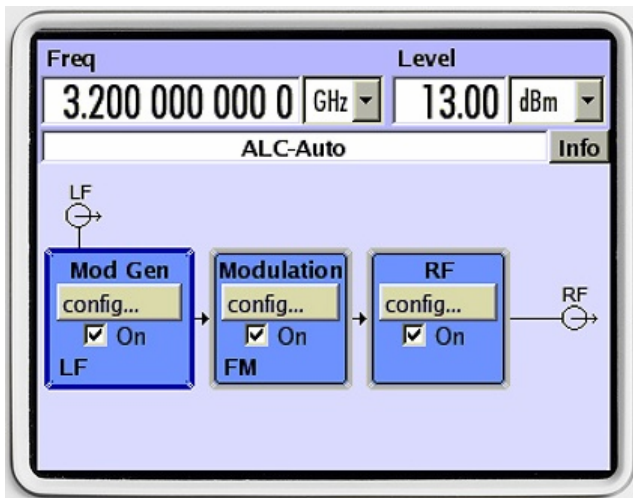 Freq Level
3.200 000 000 0 GHz 13.00 dBm
ALC-Auto Info
LF
Mod Gen Modulation RF
config... config... config... RF
On On On
LF FM